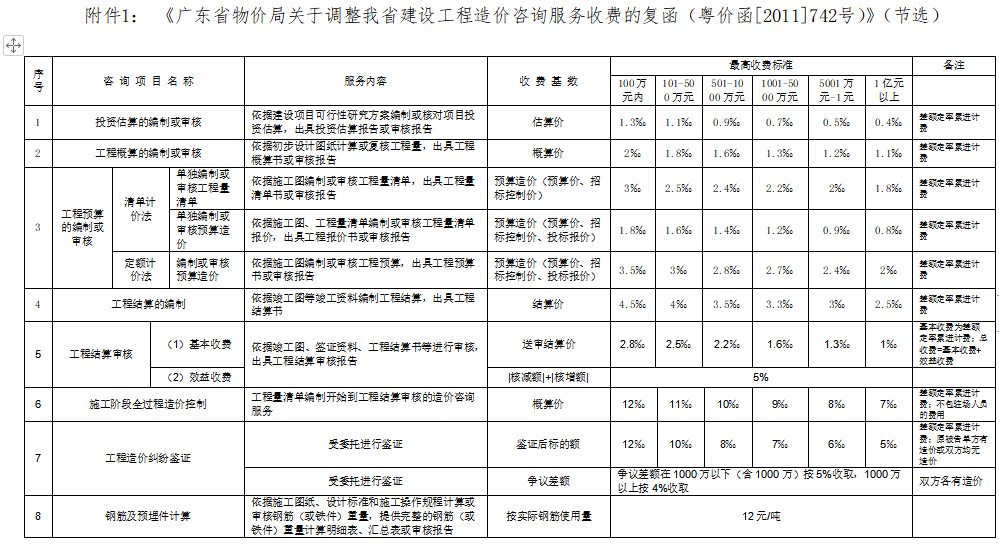 附件1： 《广东省物价局关于调整我省建设工程造价咨询服务收费的复函（粤价函[2011]742号）》（节选）
序号
咨 询 项 目 名 称
服务内容
收 费 基 数
最高收费标准
备注
100万
元内
101-50
0万元
501-10
00万元
1001-50
00万元
5001万
元-1元
1亿元
以上
1
投资估算的编制或审核
依据建设项目可行性研究方案编制或核对项目投
资估算，出具投资估算报告或审核报告
估算价
1.3‰
1.1‰
0.9‰
0.7‰
0.5‰
0.4‰
差额定率累进计
费
2
工程概算的编制或审核
依据初步设计图纸计算或复核工程量，出具工程
概算书或审核报告
概算价
2‰
1.8‰
1.6‰
1.3‰
1.2‰
1.1‰
差额定率累进计
费
3
工程预算
的编制或
审核
清单计
价法
单独编制或
审核工程量
清单
依据施工图编制或审核工程量清单，出具工程量
清单书或审核报告
预算造价（预算价、招
标控制价）
3‰
2.5‰
2.4‰
2.2‰
2‰
1.8‰
差额定率累进计
费
单独编制或
审核预算造
价
依据施工图、工程量清单编制或审核工程量清单
报价，出具工程报价书或审核报告
预算造价（预算价、招
标控制价、投标报价）
1.8‰
1.6‰
1.4‰
1.2‰
0.9‰
0.8‰
差额定率累进计
费
定额计
价法
编制或审核
预算造价
依据施工图编制或审核工程预算，出具工程预算
书或审核报告
预算造价（预算价、招
标控制价、投标报价）
3.5‰
3‰
2.8‰
2.7‰
2.4‰
2‰
差额定率累进计
费
4
工程结算的编制
依据竣工图等竣工资料编制工程结算，出具工程
结算书
结算价
4.5‰
4‰
3.5‰
3.3‰
3‰
2.5‰
差额定率累进计
费
5
工程结算审核
（1）基本收费
依据竣工图、签证资料、工程结算书等进行审核，
出具工程结算审核报告
送审结算价
2.8‰
2.5‰
2.2‰
1.6‰
1.3‰
1‰
基本收费为差额
定率累进计费；总
收费=基本收费+
效益收费
（2）效益收费
|核减额|+|核增额|
5%
6
施工阶段全过程造价控制
工程量清单编制开始到工程结算审核的造价咨询
服务
概算价
12‰
11‰
10‰
9‰
8‰
7‰
差额定率累进计
费；不包驻场人员
的费用
7
工程造价纠纷鉴证
受委托进行鉴证
鉴证后标的额
12‰
10‰
8‰
7‰
6‰
5‰
差额定率累进计
费；原被告单方有
造价或双方均无
造价
受委托进行鉴证
争议差额
争议差额在1000万以下（含1000万）按5%收取，1000万
以上按4%收取
双方各有造价
8
钢筋及预埋件计算
依据施工图纸、设计标准和施工操作规程计算或
审核钢筋（或铁件）重量，提供完整的钢筋（或
铁件）重量计算明细表、汇总表或审核报告
按实际钢筋使用量
12元/吨